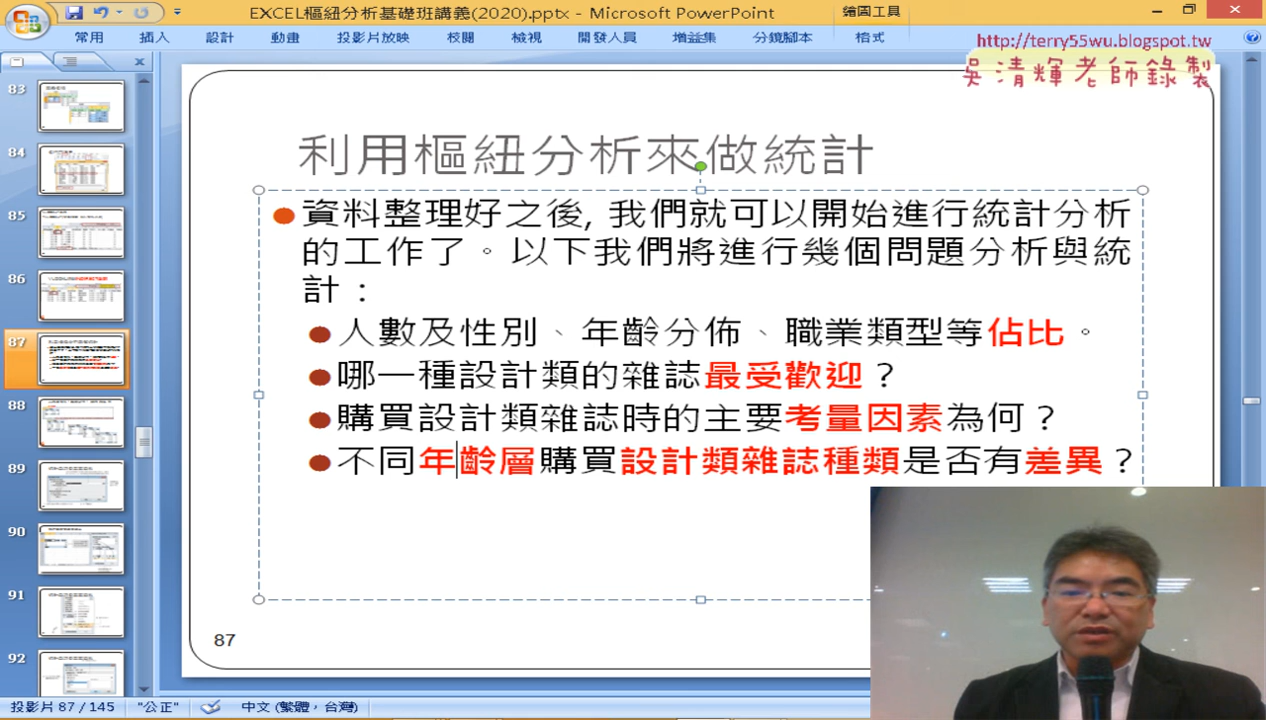 EXCEL樞紐分析基礎班講義(2020).pptx - Microsoft PowerPoint
繪圖工具
常用 插入 設計 動畫 投影片放映 校閱 檢視 開發人員 增益集 分鏡腳本 格式
http://terry55wu.blogspot.tw
吳清輝老師錄製
83
84
85
86
87
88
89
90
91
92
利用樞紐分析來做統計
資料整理好之後, 我們就可以開始進行統計分析
的工作了。以下我們將進行幾個問題分析與統
計：
人數及性別、年齡分佈、職業類型等佔比。
哪一種設計類的雜誌最受歡迎？
購買設計類雜誌時的主要考量因素為何？
不同年齡層購買設計類雜誌種類是否有差異？
87
投影片 87 / 145 "公正" 中文 (繁體，台灣)